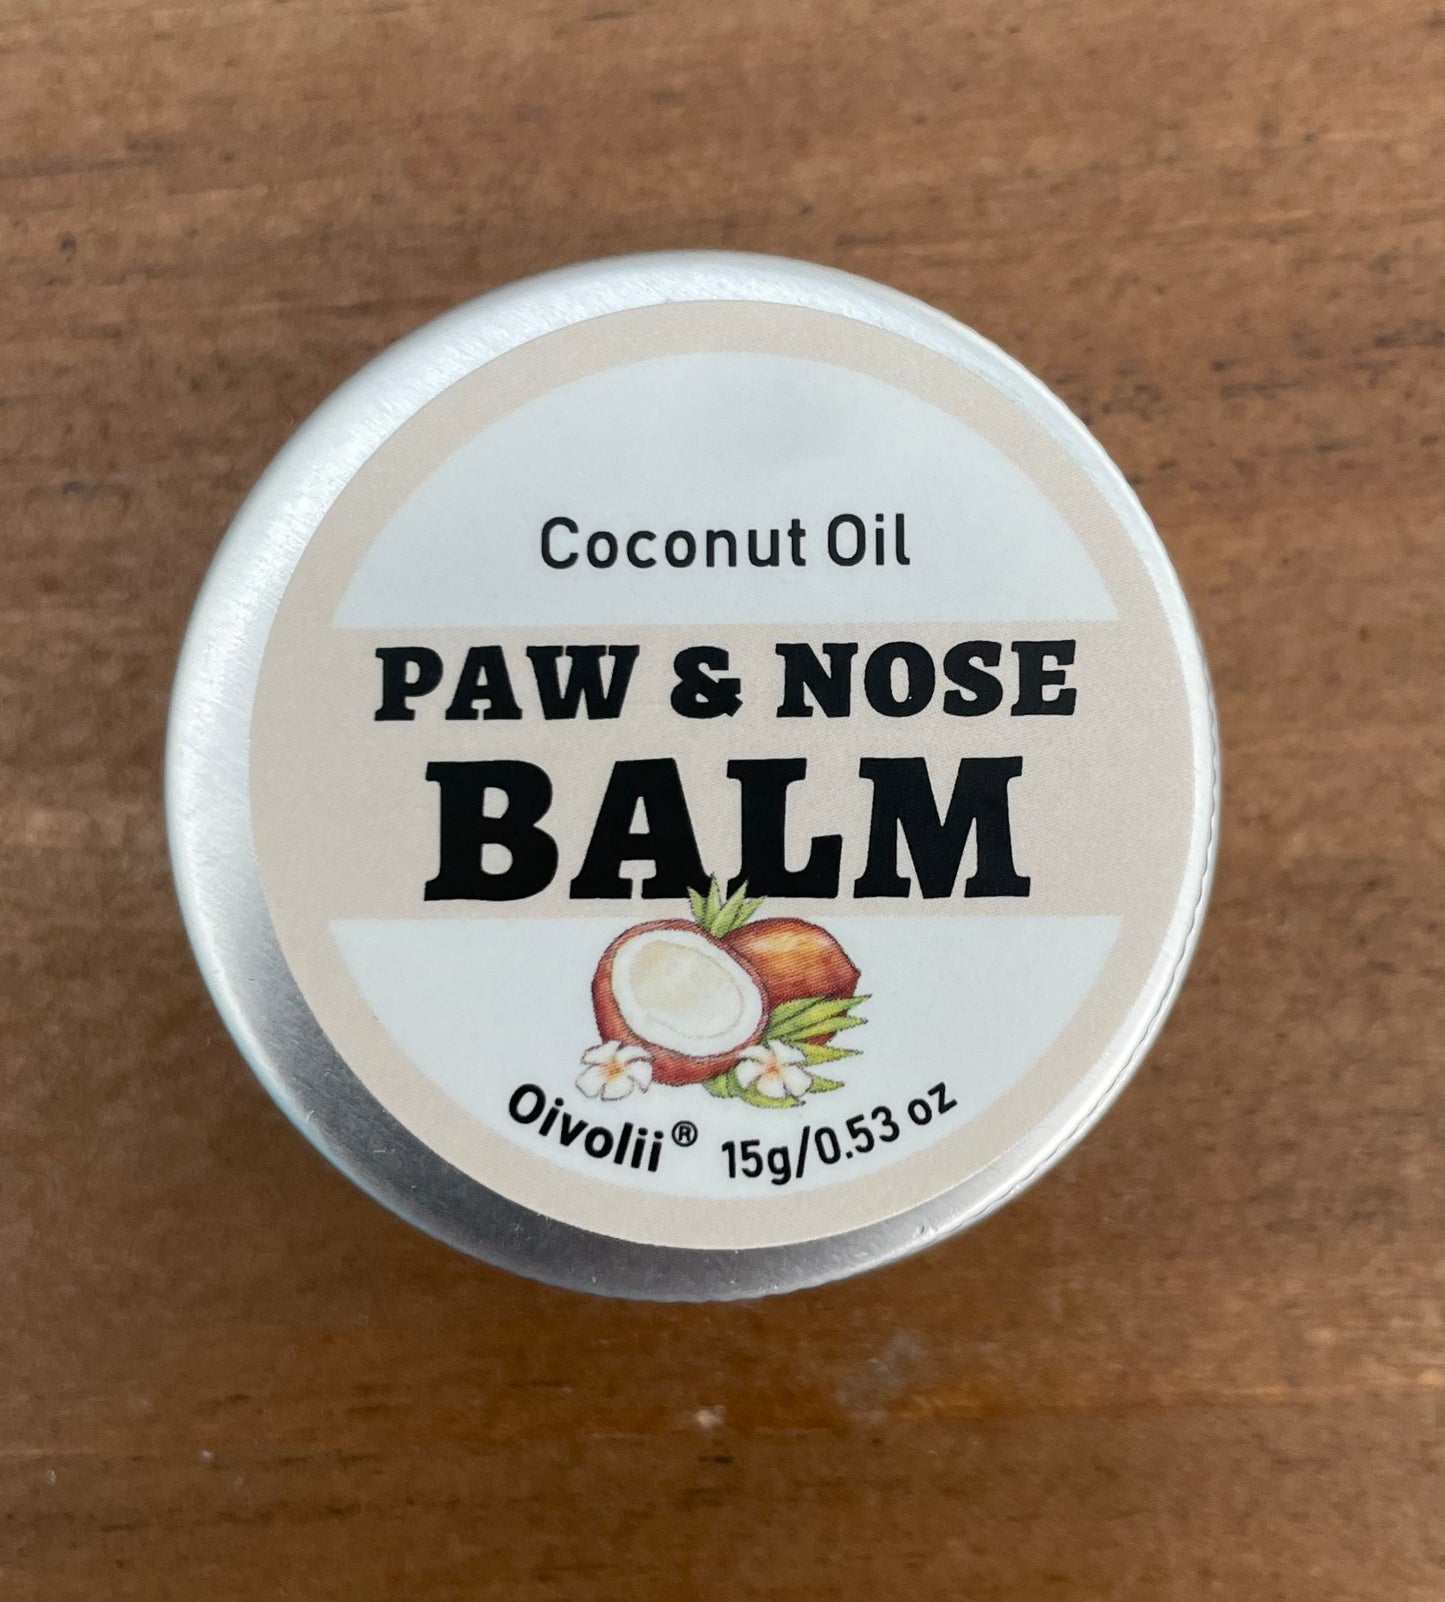 Coconut Oil
PAW & NOSE
BALM
Oivolii® 15g/0.53 oz